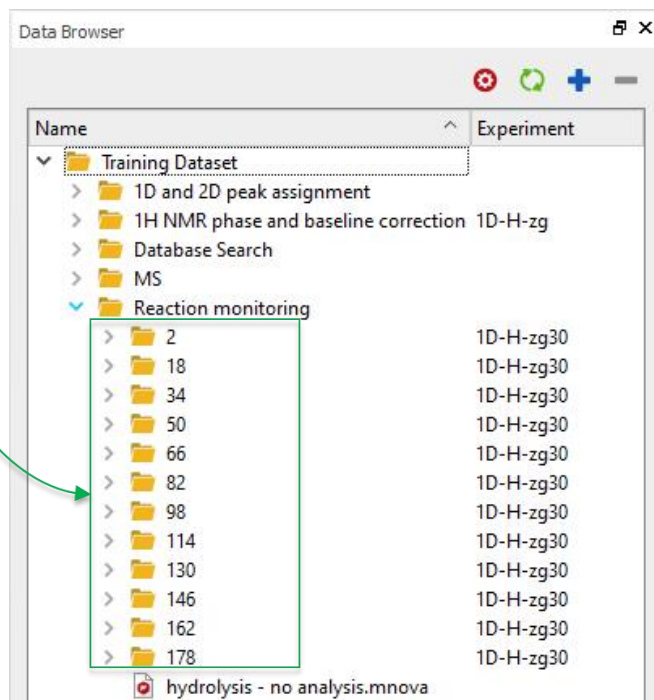 Data Browser
Name Experiment
Training Dataset
1D and 2D peak assignment
1H NMR phase and baseline correction 1D-H-zg
Database Search
MS
Reaction monitoring
2 1D-H-zg30
18 1D-H-zg30
34 1D-H-zg30
50 1D-H-zg30
66 1D-H-zg30
82 1D-H-zg30
98 1D-H-zg30
114 1D-H-zg30
130 1D-H-zg30
146 1D-H-zg30
162 1D-H-zg30
178 1D-H-zg30
hydrolysis - no analysis.mnova